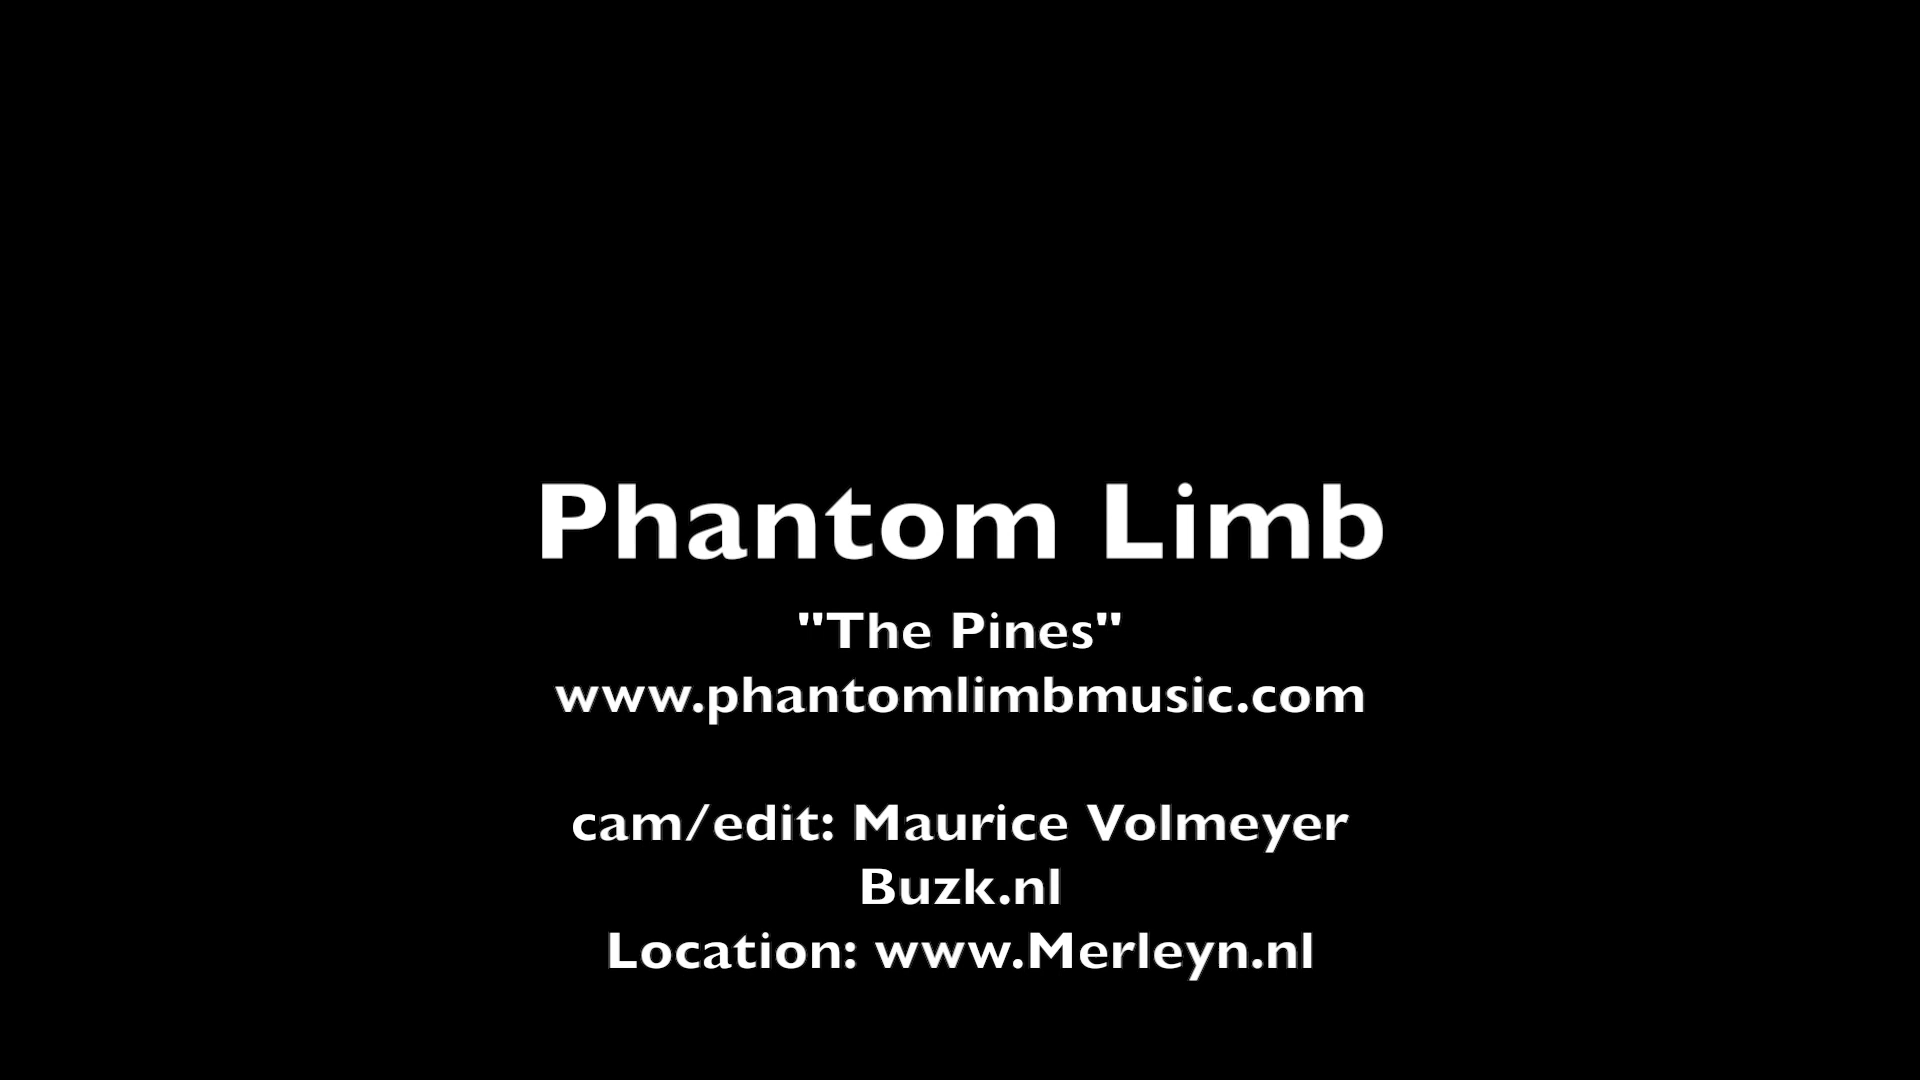 Phantom Limb
"The Pines"
www.phantomlimbmusic.com
cam/edit: Maurice Volmeyer
Buzk.nl
Location: www.Merleyn.nl